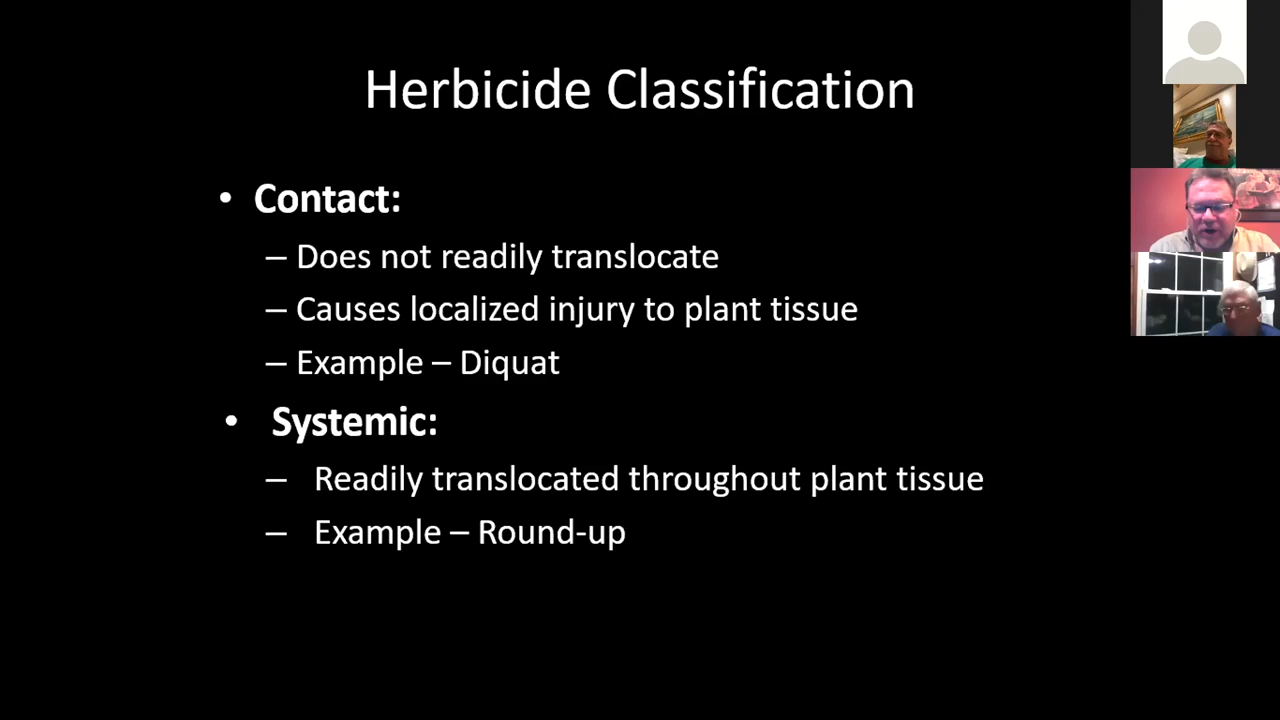 Herbicide Classification
• Contact:
– Does not readily translocate
– Causes localized injury to plant tissue
– Example – Diquat
• Systemic:
– Readily translocated throughout plant tissue
– Example – Round-up